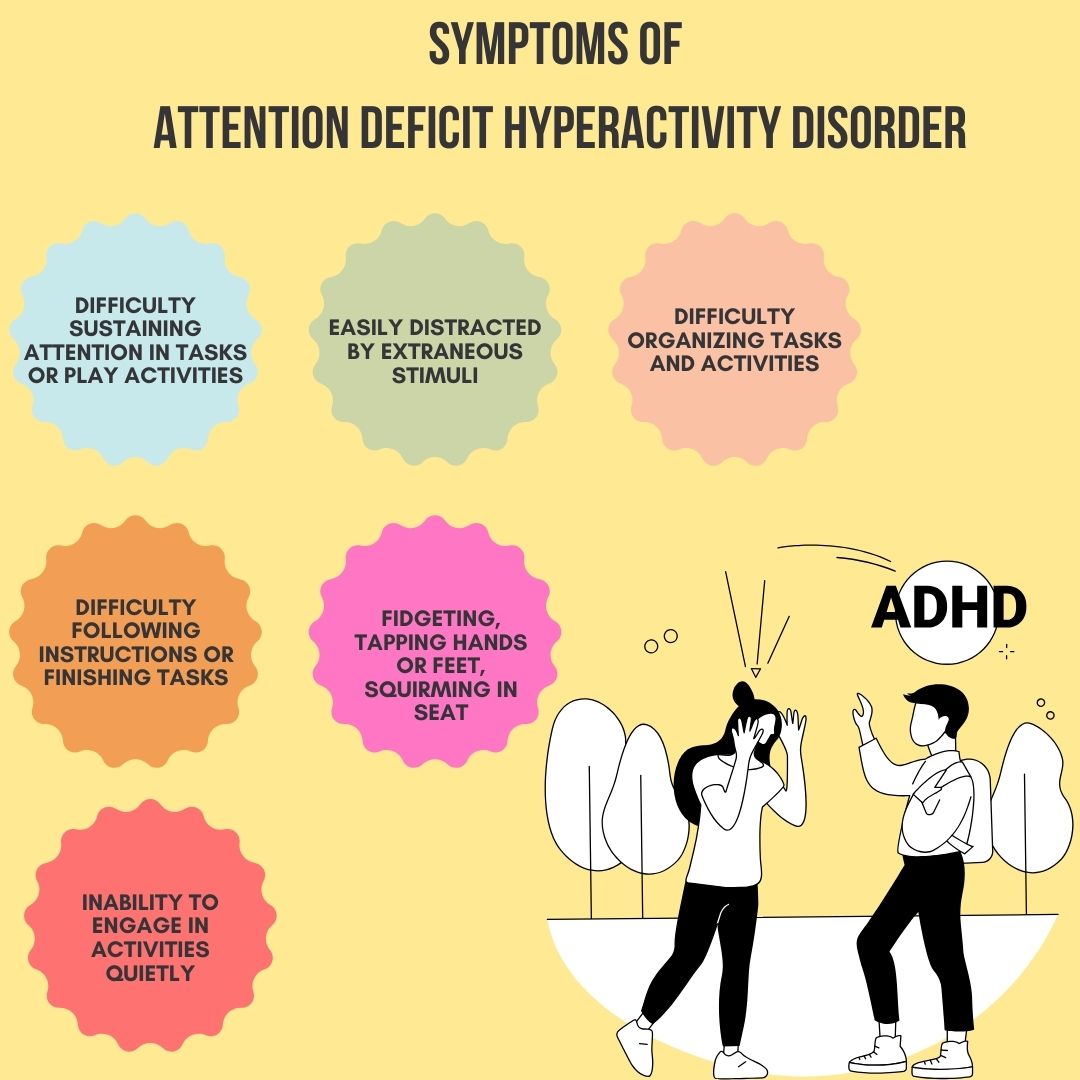 SYMPTOMS OF
ATTENTION DEFICIT HYPERACTIVITY DISORDER
DIFFICULTY
SUSTAINING
ATTENTION IN TASKS
OR PLAY ACTIVITIES
EASILY DISTRACTED
BY EXTRANEOUS
STIMULI
DIFFICULTY
ORGANIZING TASKS
AND ACTIVITIES
DIFFICULTY
FOLLOWING
INSTRUCTIONS OR
FINISHING TASKS
FIDGETING,
TAPPING HANDS
OR FEET,
SQUIRMING IN
SEAT
ADHD
INABILITY TO
ENGAGE IN
ACTIVITIES
QUIETLY